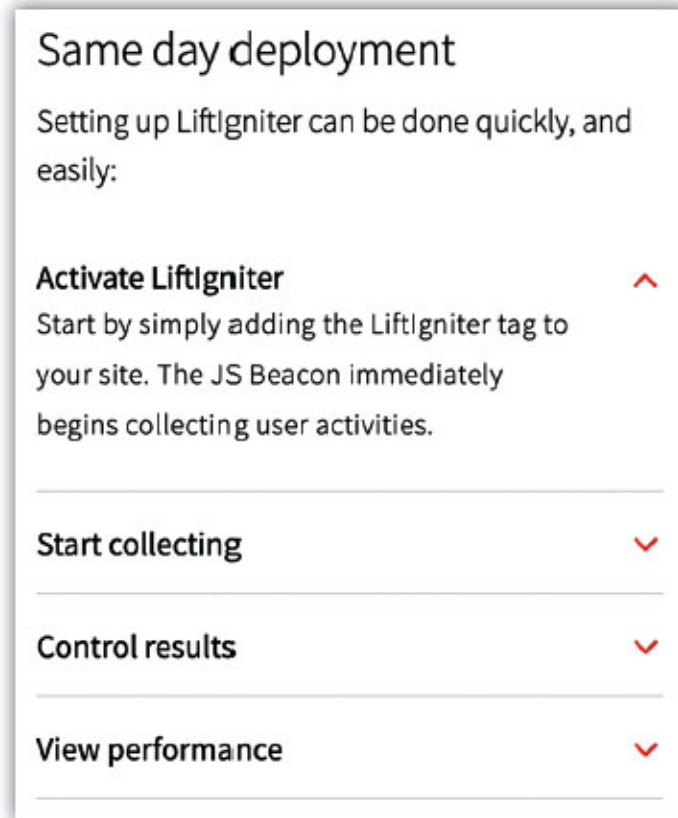 Same day deployment
Setting up LiftIgniter can be done quickly, and
easily:
Activate LiftIgniter
Start by simply adding the LiftIgniter tag to
your site. The JS Beacon immediately
begins collecting user activities.
Start collecting
Control results
View performance